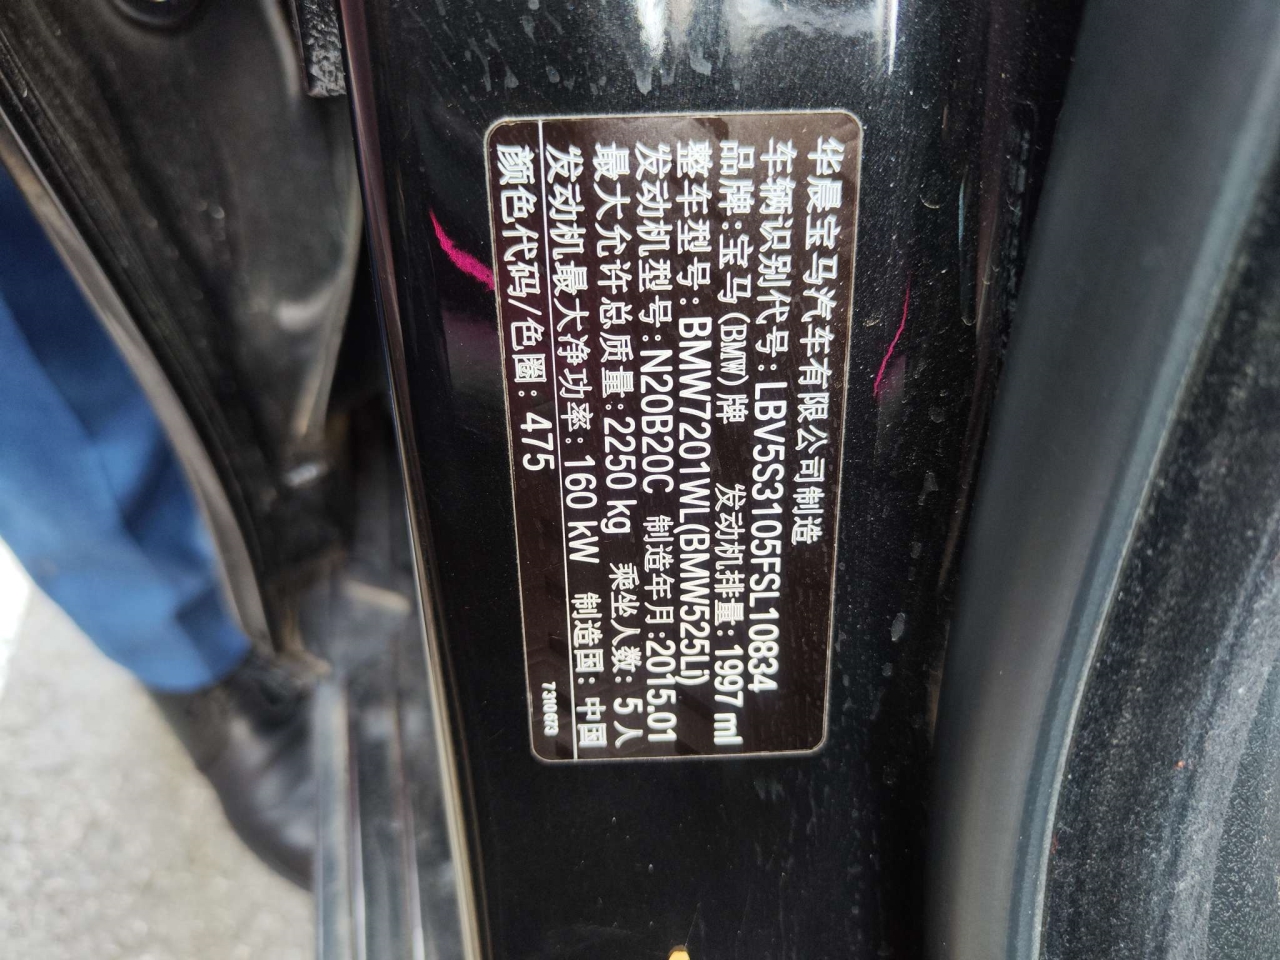 华晨宝马汽车有限公司制造
车辆识别代号:LBV5S3105FSL10834
品牌:宝马(BMW)牌 发动机排量:1997 ml
整车型号:BMW7201WL(BMW525Li)
发动机型号:N20B20C 制造年月:2015.01
最大允许总质量:2250 kg 乘坐人数: 5 人
发动机最大净功率: 160 kW 制造国: 中国
颜色代码/色圈: 475
7310673